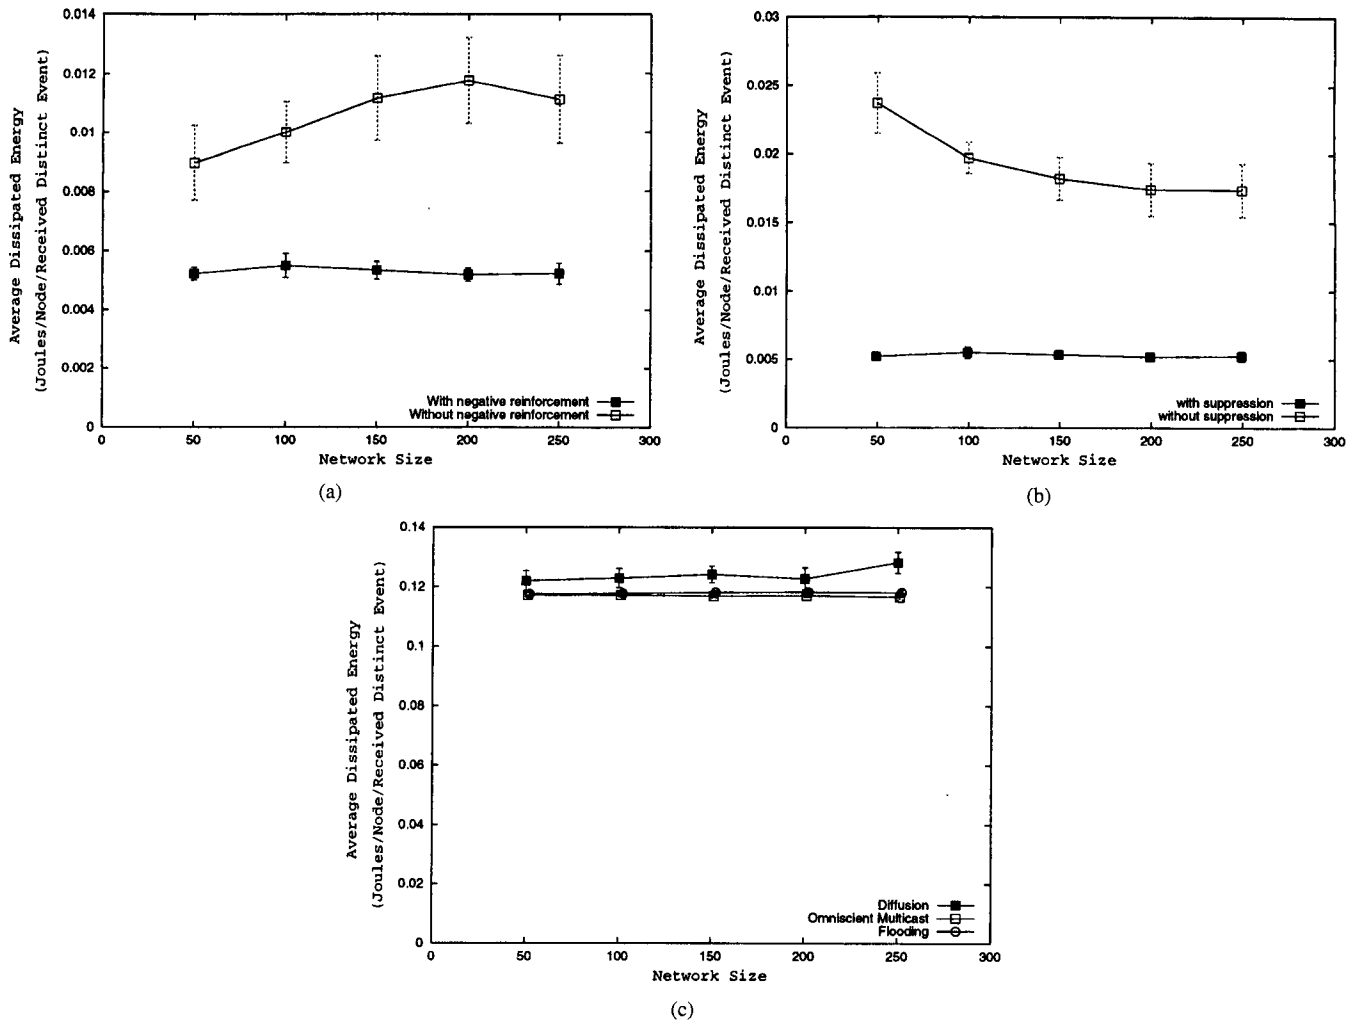 0.014
0.012
0.01
0.008
0.006
0.004
0.002
0
Average Dissipated Energy
(Joules/Node/Received Distinct Event)
With negative reinforcement
Without negative reinforcement
0 50 100 150 200 250 300
Network Size
(a)
0.03
0.025
0.02
0.015
0.01
0.005
0
Average Dissipated Energy
(Joules/Node/Received Distinct Event)
with suppression
without suppression
0 50 100 150 200 250 300
Network Size
(b)
0.14
0.12
0.1
0.08
0.06
0.04
0.02
0
Average Dissipated Energy
(Joules/Node/Received Distinct Event)
Diffusion
Omniscient Multicast
Flooding
0 50 100 150 200 250 300
Network Size
(c)